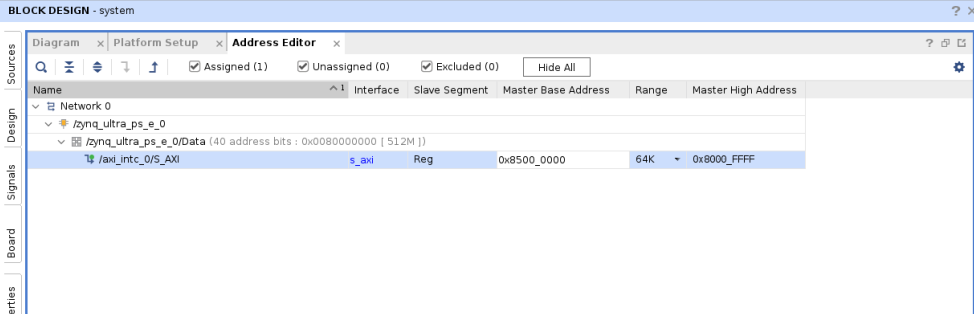 BLOCK DESIGN - system ? ×
Diagram × Platform Setup × Address Editor × ?
Assigned (1) Unassigned (0) Excluded (0) Hide All
Name 1 Interface Slave Segment Master Base Address Range Master High Address
Network 0
/zynq_ultra_ps_e_0
/zynq_ultra_ps_e_0/Data (40 address bits : 0x0080000000 [ 512M ])
/axi_intc_0/S_AXI s_axi Reg 0x8500_0000 64K 0x8000_FFFF
Sources
Design
Signals
Board
erties